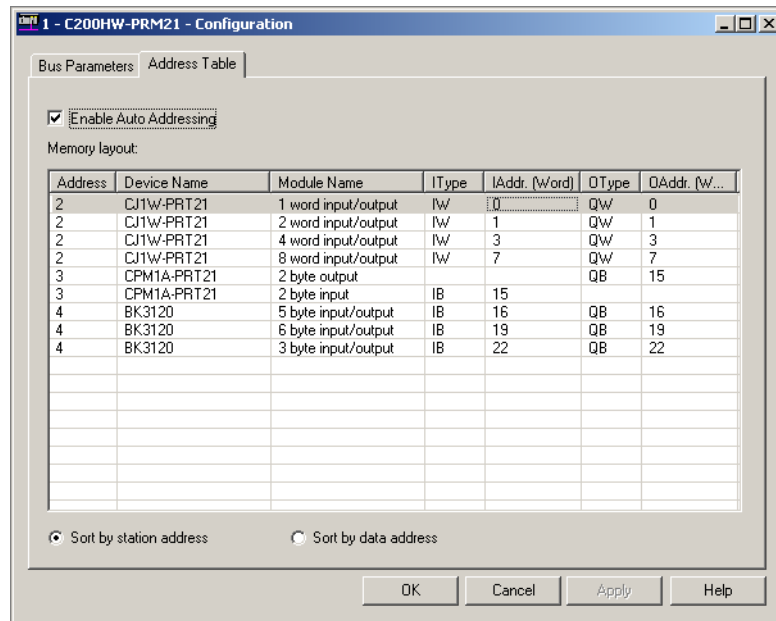 1 - C200HW-PRM21 - Configuration
Bus Parameters Address Table
Enable Auto Addressing
Memory layout:
Address Device Name Module Name IType IAddr. (Word) OType OAddr. (W...
2 CJ1W-PRT21 1 word input/output IW 0 QW 0
2 CJ1W-PRT21 2 word input/output IW 1 QW 1
2 CJ1W-PRT21 4 word input/output IW 3 QW 3
2 CJ1W-PRT21 8 word input/output IW 7 QW 7
3 CPM1A-PRT21 2 byte output QB 15
3 CPM1A-PRT21 2 byte input IB 15
4 BK3120 5 byte input/output IB 16 QB 16
4 BK3120 6 byte input/output IB 19 QB 19
4 BK3120 3 byte input/output IB 22 QB 22
Sort by station address Sort by data address
OK Cancel Apply Help